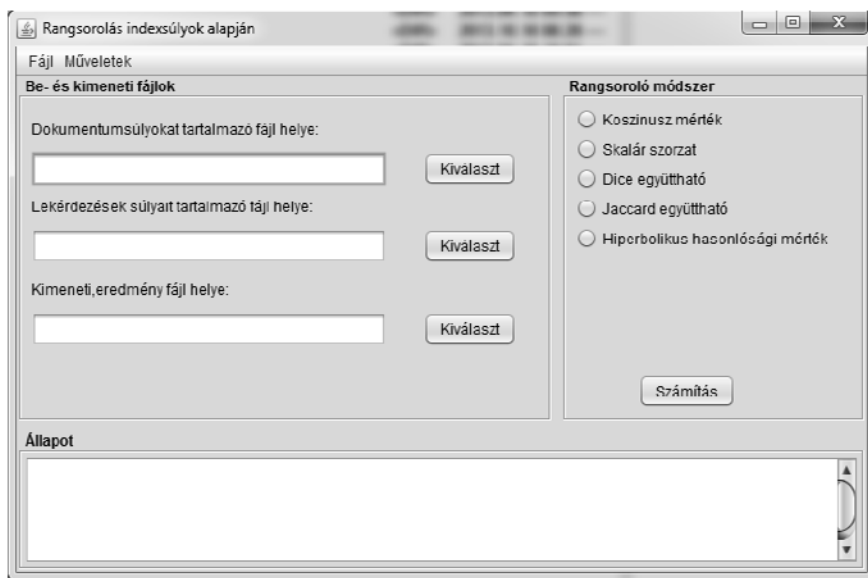 Rangsorolás indexsúlyok alapján
Fájl Műveletek
Be- és kimeneti fájlok
Dokumentumsúlyokat tartalmazó fájl helye:
Kiválaszt
Lekérdezések súlyait tartalmazó fájl helye:
Kiválaszt
Kimeneti,eredmény fájl helye:
Kiválaszt
Rangsoroló módszer
Koszinusz mérték
Skalár szorzat
Dice együttható
Jaccard együttható
Hiperbolikus hasonlósági mérték
Számítás
Állapot